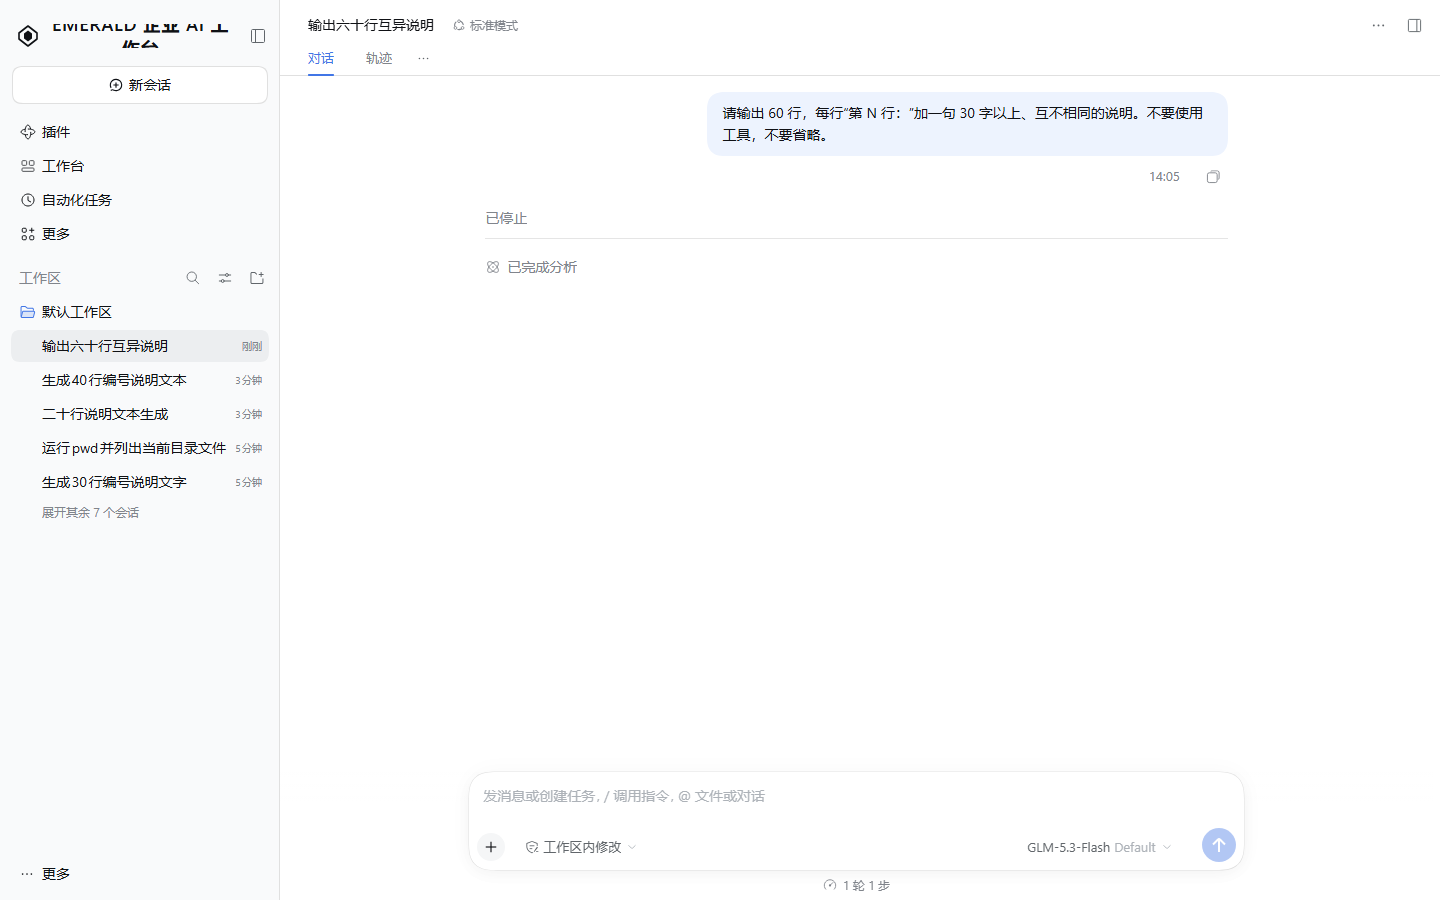 EMERALD 企业 AI 工
作台
新会话
插件
工作台
自动化任务
更多
工作区
默认工作区
输出六十行互异说明 刚刚
生成40行编号说明文本 3分钟
二十行说明文本生成 3分钟
运行pwd并列出当前目录文件 5分钟
生成30行编号说明文字 5分钟
展开其余 7 个会话
更多
输出六十行互异说明 标准模式
对话 轨迹
请输出 60 行，每行“第 N 行：”加一句 30 字以上、互不相同的说明。不要使用
工具，不要省略。
14:05
已停止
已完成分析
发消息或创建任务, / 调用指令, @ 文件或对话
工作区内修改 GLM-5.3-Flash Default
1 轮 1 步